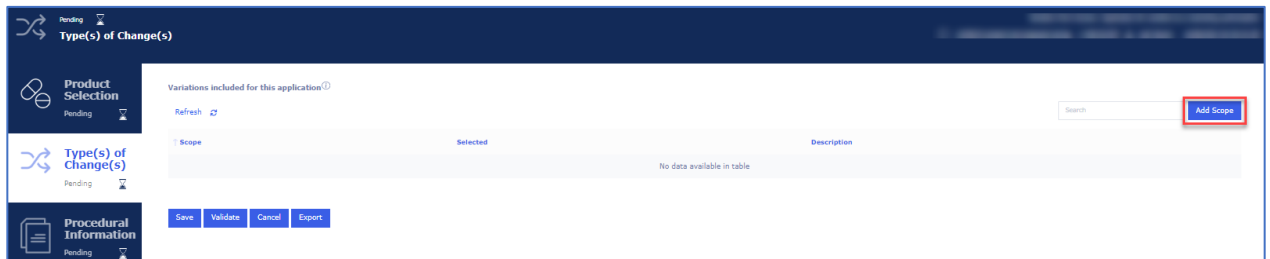 Pending
Type(s) of Change(s)
Product
Selection
Pending
Type(s) of
Change(s)
Pending
Procedural
Information
Pending
Variations included for this application
Refresh
Search
Add Scope
Scope Selected Description
No data available in table
Save Validate Cancel Export